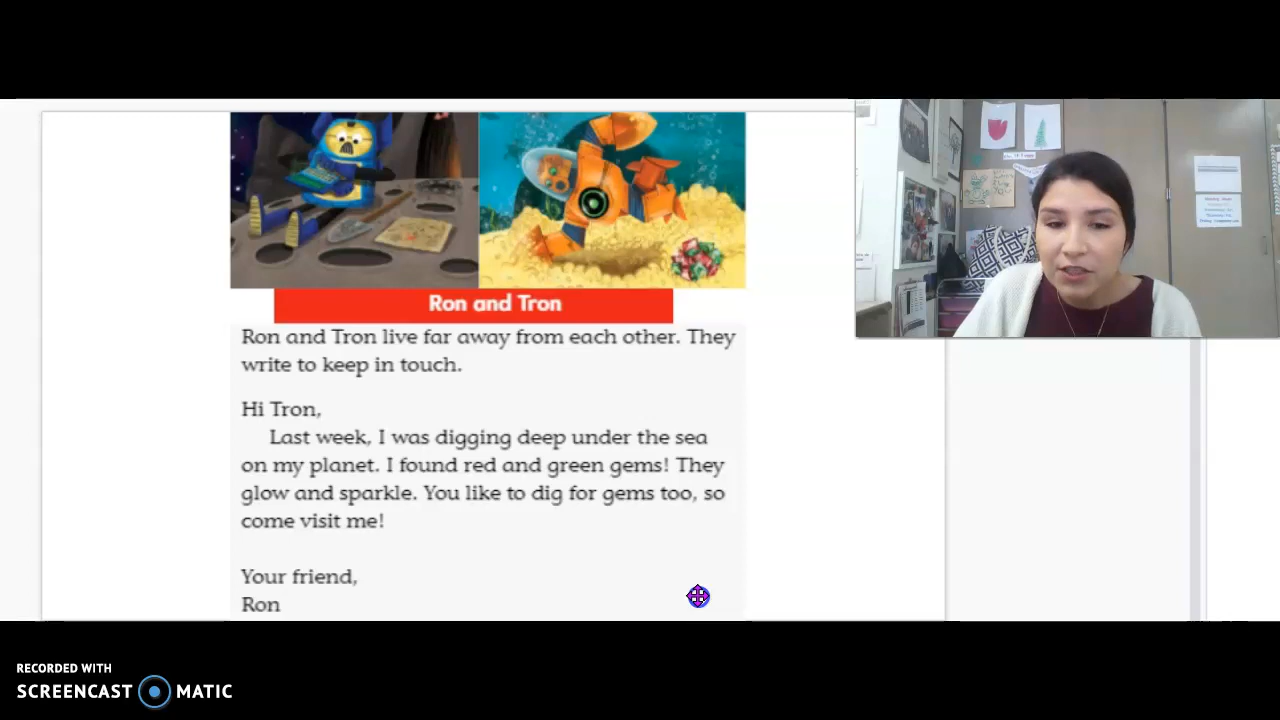 Ron and Tron
Ron and Tron live far away from each other. They
write to keep in touch.
Hi Tron,
Last week, I was digging deep under the sea
on my planet. I found red and green gems! They
glow and sparkle. You like to dig for gems too, so
come visit me!
Your friend,
Ron
RECORDED WITH
SCREENCAST MATIC